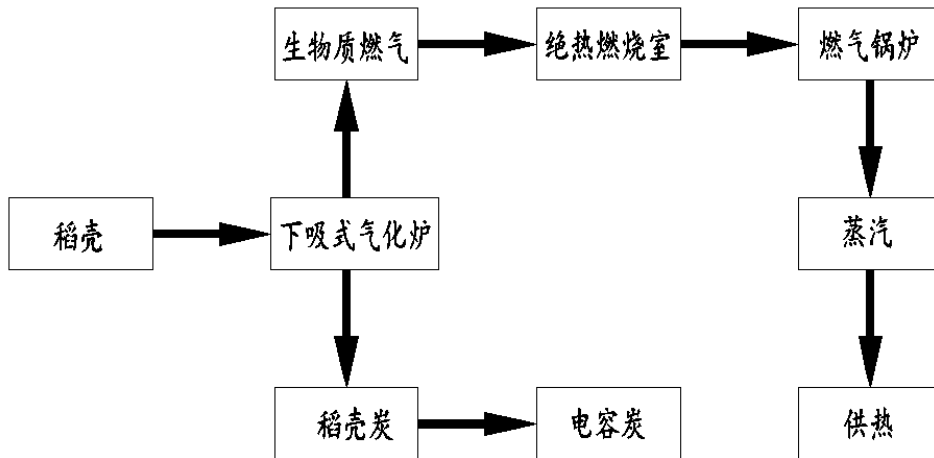 生物质燃气
绝热燃烧室
燃气锅炉
稻壳
下吸式气化炉
蒸汽
稻壳炭
电容炭
供热